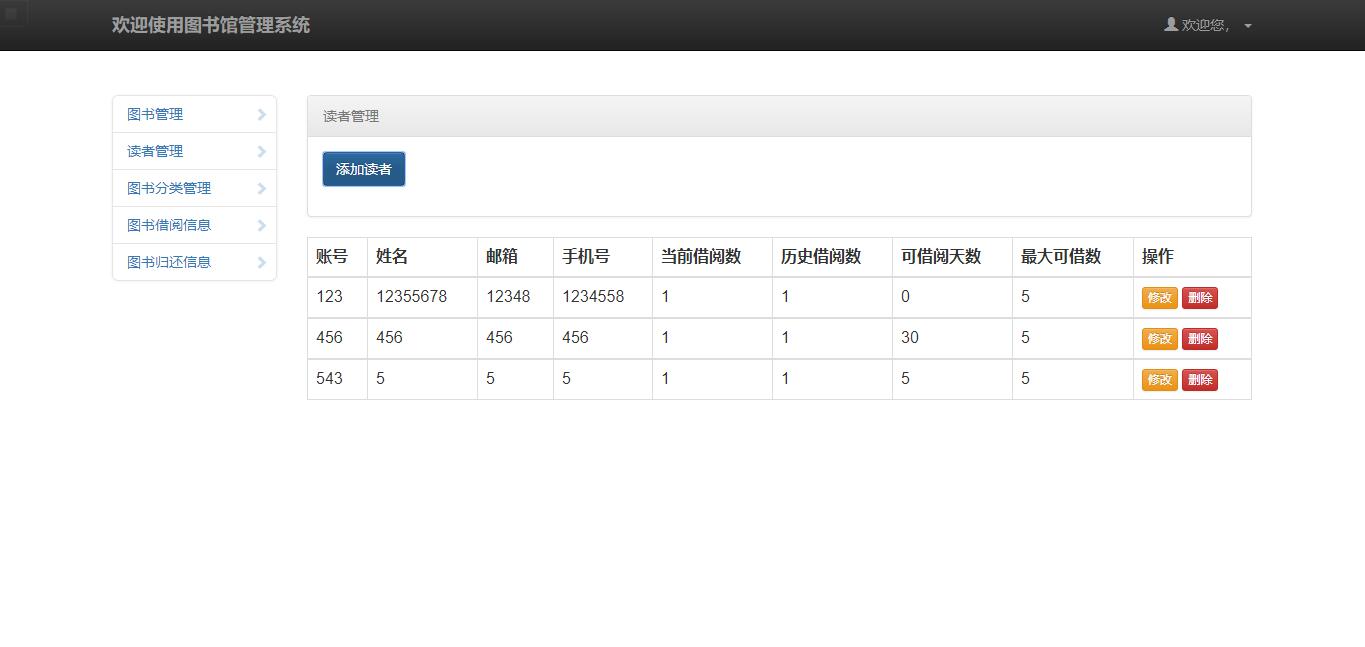 欢迎使用图书馆管理系统 欢迎您,
图书管理
读者管理
图书分类管理
图书借阅信息
图书归还信息
读者管理
添加读者
账号 姓名 邮箱 手机号 当前借阅数 历史借阅数 可借阅天数 最大可借数 操作
123 12355678 12348 1234558 1 1 0 5 修改 删除
456 456 456 456 1 1 30 5 修改 删除
543 5 5 5 1 1 5 5 修改 删除